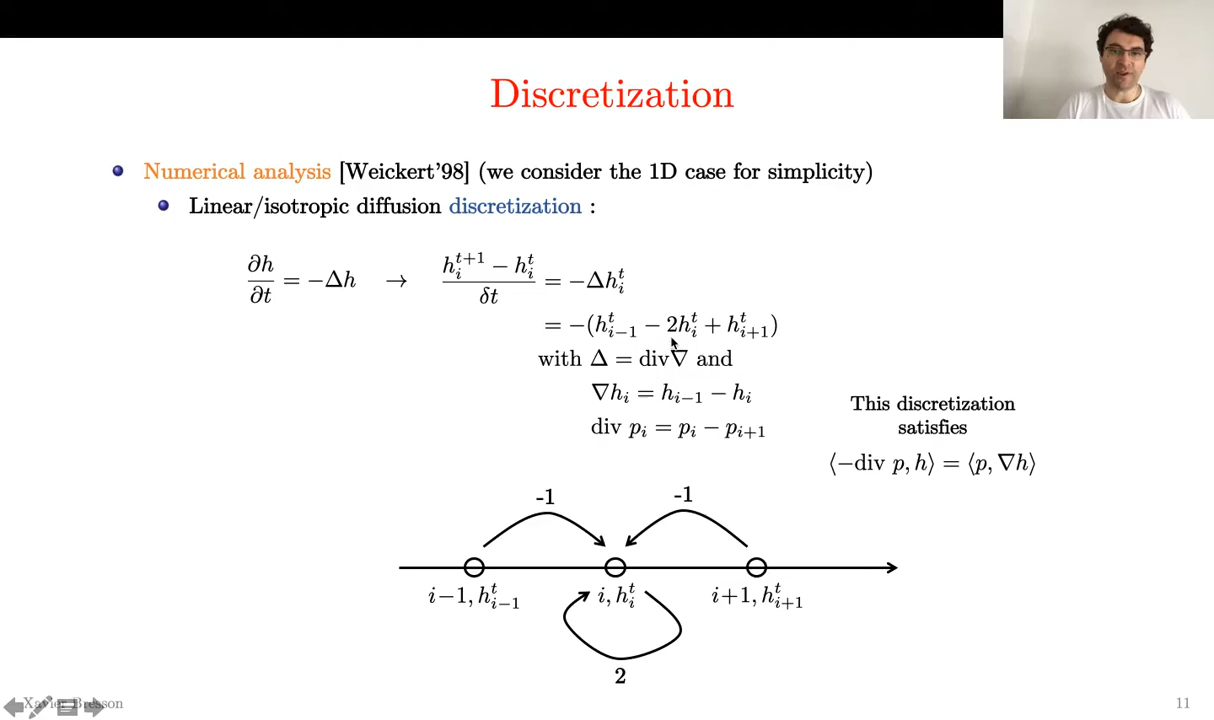 Discretization
Numerical analysis [Weickert'98] (we consider the 1D case for simplicity)
Linear/isotropic diffusion discretization :
∂h/∂t = −Δh → (h_i^{t+1} − h_i^t)/δt = −Δh_i^t
= −(h_{i−1}^t − 2h_i^t + h_{i+1}^t)
with Δ = div∇ and
∇h_i = h_{i−1} − h_i
div p_i = p_i − p_{i+1}
This discretization
satisfies
⟨−div p, h⟩ = ⟨p, ∇h⟩
-1 -1
i−1, h_{i−1}^t i, h_i^t i+1, h_{i+1}^t
2
Xavier Bresson 11